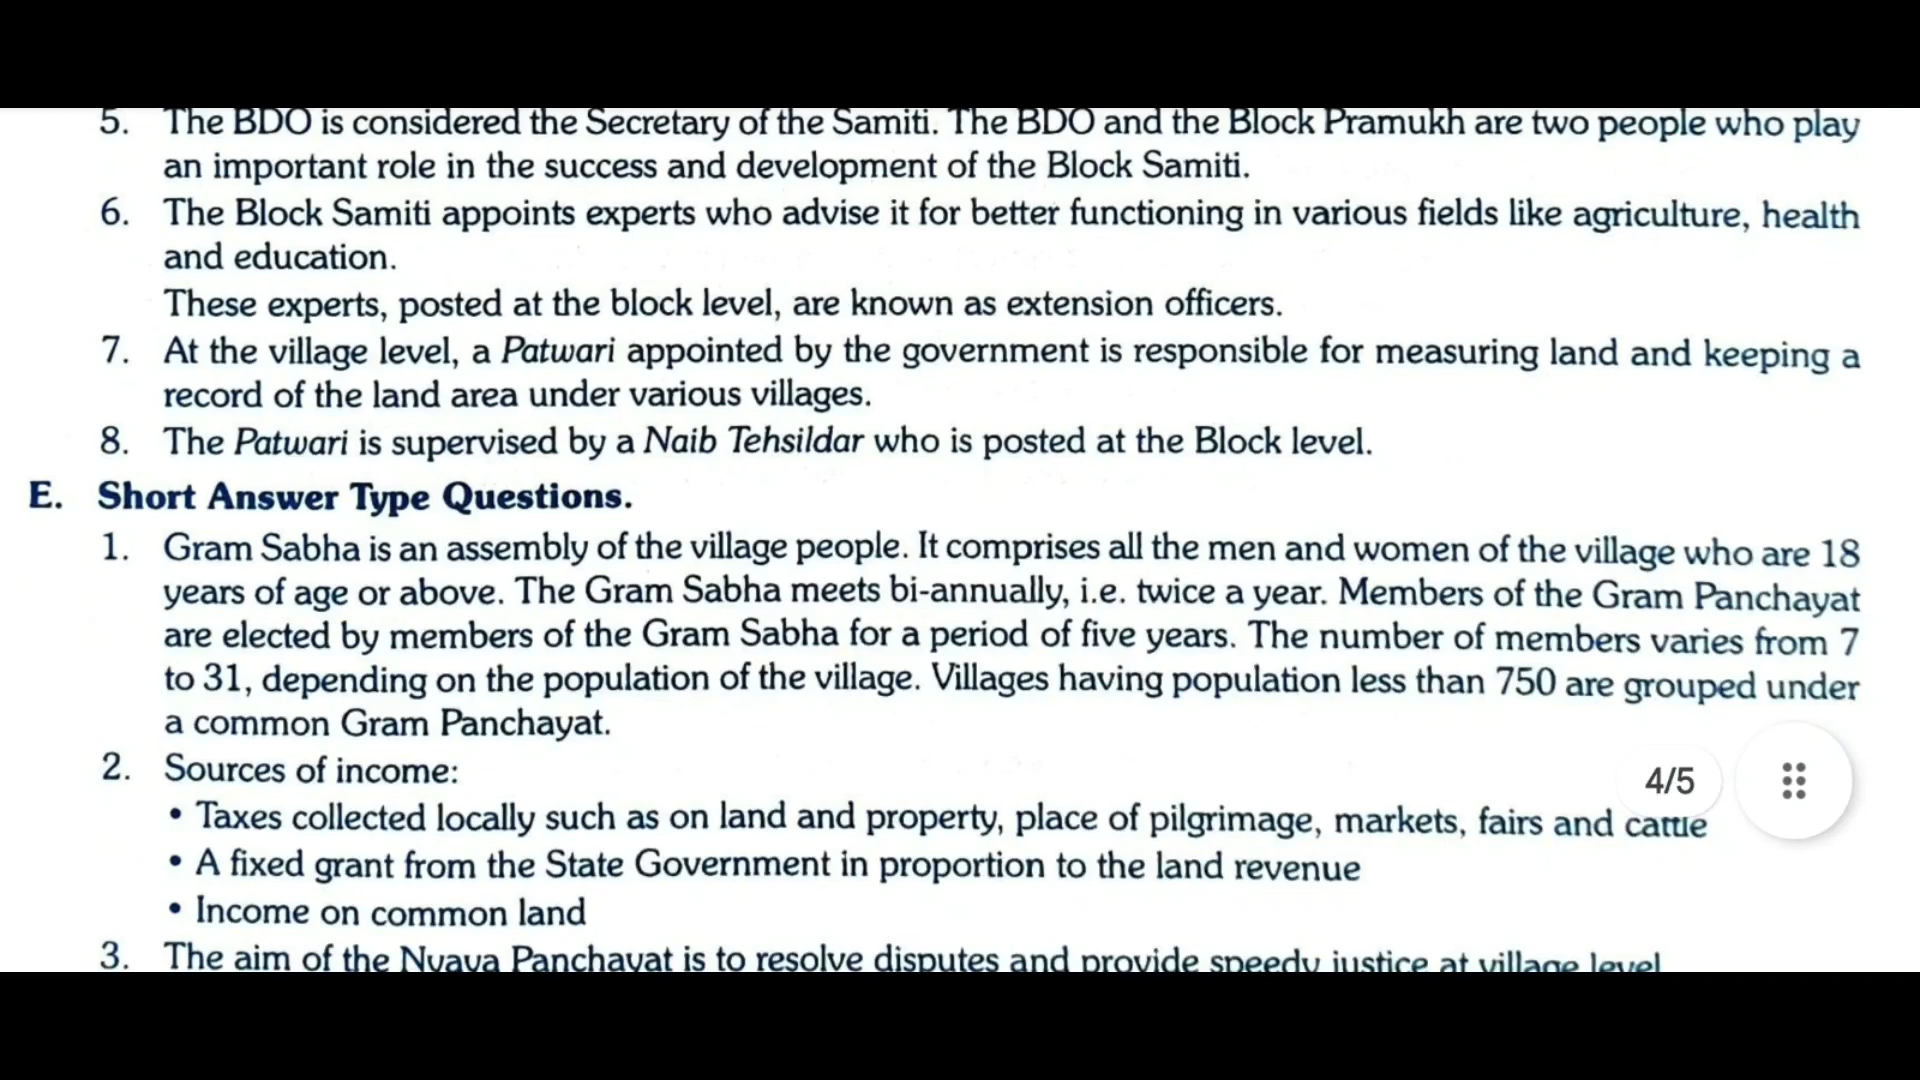 5. The BDO is considered the Secretary of the Samiti. The BDO and the Block Pramukh are two people who play
an important role in the success and development of the Block Samiti.
6. The Block Samiti appoints experts who advise it for better functioning in various fields like agriculture, health
and education.
These experts, posted at the block level, are known as extension officers.
7. At the village level, a Patwari appointed by the government is responsible for measuring land and keeping a
record of the land area under various villages.
8. The Patwari is supervised by a Naib Tehsildar who is posted at the Block level.
E. Short Answer Type Questions.
1. Gram Sabha is an assembly of the village people. It comprises all the men and women of the village who are 18
years of age or above. The Gram Sabha meets bi-annually, i.e. twice a year. Members of the Gram Panchayat
are elected by members of the Gram Sabha for a period of five years. The number of members varies from 7
to 31, depending on the population of the village. Villages having population less than 750 are grouped under
a common Gram Panchayat.
2. Sources of income:
4/5
• Taxes collected locally such as on land and property, place of pilgrimage, markets, fairs and cattle
• A fixed grant from the State Government in proportion to the land revenue
• Income on common land
3. The aim of the Nyaya Panchayat is to resolve disputes and provide speedy justice at village level